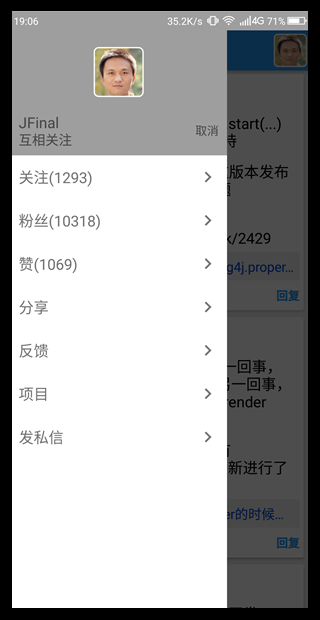 19:06 35.2K/s 4G 71%
JFinal
互相关注 取消
关注(1293)
粉丝(10318)
赞(1069)
分享
反馈
项目
发私信
start(...)
版本发布
k/2429
g4j.proper...
回复
一回事，
另一回事，
render
新进行了
er的时候...
回复